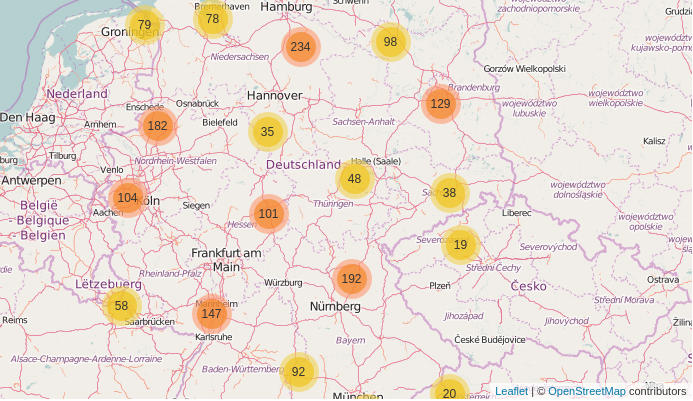 Bremerhaven
Hamburg
Schwerin
województwo
zachodniopomorskie
Grudzią
79
78
Groningen
234
98
województwo
kujawsko-pomor
Niedersachsen
Gorzów Wielkopolski
Nederland
Hannover
Brandenburg
województwo
wielkopolskie
Enschede
Osnabrück
129
województwo
lubuskie
Den Haag
Arnhem
182
Bielefeld
35
Sachsen-Anhalt
Kalisz
burg
Tilburg
Venlo
Nordrhein-Westfalen
Deutschland
Halle (Saale)
Antwerpen
48
38
województwo
dolnośląskie
104
Köln
Siegen
Thüringen
België
- Belgique
- Belgien
Aachen
101
Liberec
województwo
opolskie
Hessen
19
Severovýchod
Frankfurt am
Main
Rheinland-Pfalz
Střední Čechy
Ostrava
Lëtzebuerg
Würzburg
192
Plzeň
Česko
Střední Morava
58
Mannheim
Nürnberg
Reims
Saarbrücken
147
Jihozápad
Jihovýchod
Karlsruhe
Bayern
České Budějovice
Alsace-Champagne-Ardenne-Lorraine
Baden-Württemberg
92
München
20
Leaflet | © OpenStreetMap contributors